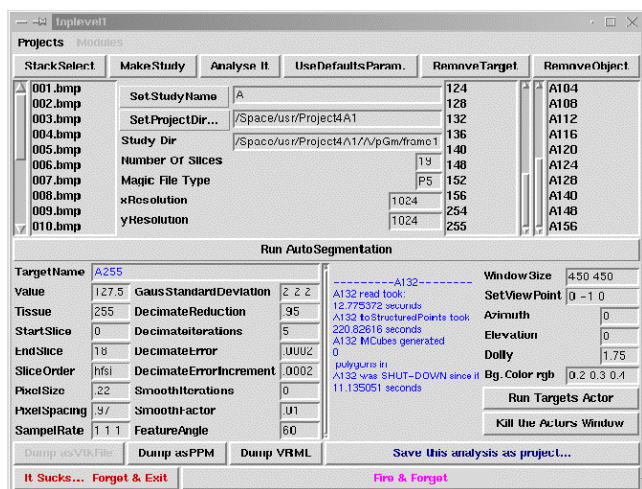 toplevel1
Projects Modules
StackSelect MakeStudy Analyse It UseDefaultsParam. RemoveTarget RemoveObject
001.bmp
002.bmp
003.bmp
004.bmp
005.bmp
006.bmp
007.bmp
008.bmp
009.bmp
010.bmp
SetStudyName A
SetProjectDir... /Space/usr/Project4A1
Study Dir /Space/usr/Project4A1/A/pGm/frame1
Number Of Slices 19
Magic File Type P5
xResolution 1024
yResolution 1024
124
128
132
136
140
148
152
156
254
255
A104
A108
A112
A116
A120
A124
A128
A140
A148
A156
Run AutoSegmentation
TargetName A255
Value 127.5 GausStandardDeviation 2 2 2
Tissue 255 DecimateReduction .95
StartSlice 0 DecimateIterations 5
EndSlice 18 DecimateError .0002
SliceOrder hfsi DecimateErrorIncrement .0002
PixelSize .22 SmoothIterations 0
PixelSpacing .97 SmoothFactor .01
SampelRate 1 1 1 FeatureAngle 60
---------A132--------
A132 read took:
12.775372 seconds
A132 toStructuredPoints took
220.82616 seconds
A132 MCubes generated
0
polygons in
A132 was SHUT-DOWN since it
11.135051 seconds
WindowSize 450 450
SetViewPoint 0 -1 0
Azimuth 0
Elevation 0
Dolly 1.75
Bg. Color rgb 0.2 0.3 0.4
Run Targets Actor
Kill the Actors Window
Dump asVtkFile Dump asPPM Dump VRML Save this analysis as project...
It Sucks... Forget & Exit Fire & Forget